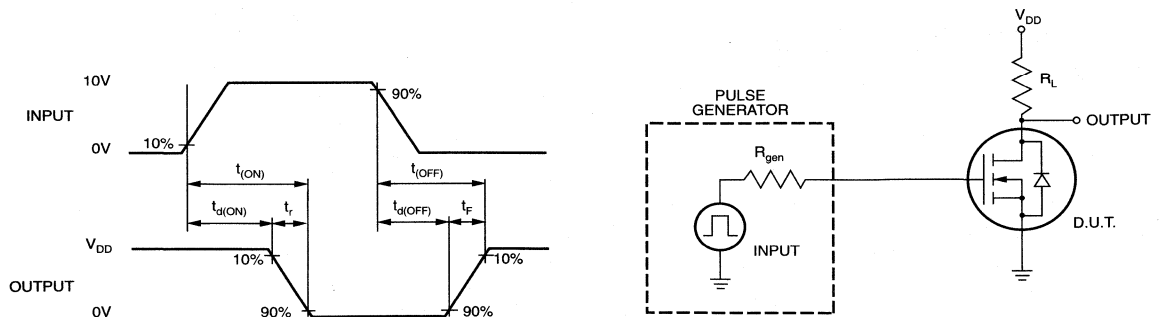 10V
INPUT
0V
10%
90%
t(ON)
t(OFF)
td(ON)
tr
td(OFF)
tF
VDD
OUTPUT
0V
10%
90%
90%
10%
PULSE
GENERATOR
Rgen
INPUT
VDD
RL
OUTPUT
D.U.T.